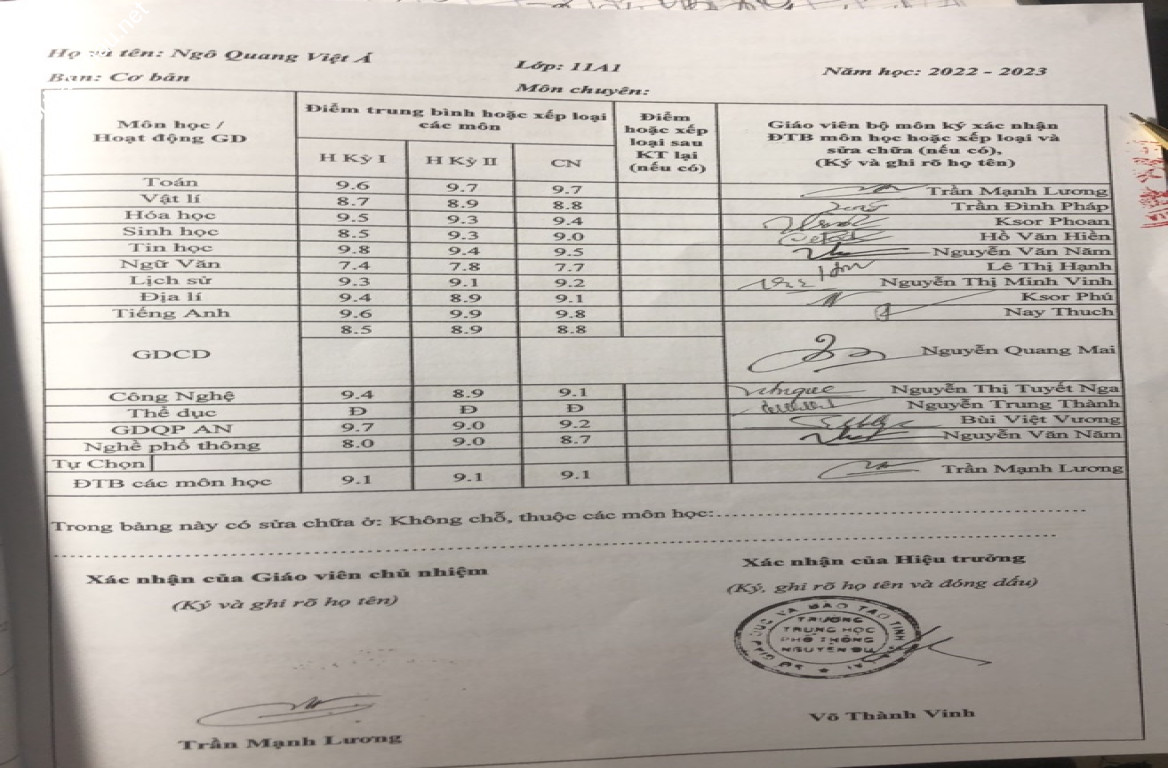 Họ và tên: Ngô Quang Việt Á
Lớp: 11A1
Năm học: 2022 - 2023
Ban: Cơ bản
Môn chuyên:
Môn học / Hoạt động GD
Điểm trung bình hoặc xếp loại các môn
Điểm hoặc xếp loại sau KT lại (nếu có)
Giáo viên bộ môn ký xác nhận ĐTB môn học hoặc xếp loại và sửa chữa (nếu có), (Ký và ghi rõ họ tên)
H KỲ I H KỲ II CN
Toán 9.6 9.7 9.7 Trần Mạnh Lương
Vật lí 8.7 8.9 8.8 Trần Đình Pháp
Hóa học 9.5 9.3 9.4 Ksor Phoan
Sinh học 8.5 9.3 9.0 Hồ Văn Hiền
Tin học 9.8 9.4 9.5 Nguyễn Văn Năm
Ngữ Văn 7.4 7.8 7.7 Lê Thị Hạnh
Lịch sử 9.3 9.1 9.2 Nguyễn Thị Minh Vinh
Địa lí 9.4 8.9 9.1 Ksor Phú
Tiếng Anh 9.6 9.9 9.8 Nay Thuch
GDCD 8.5 8.9 8.8 Nguyễn Quang Mai
Công Nghệ 9.4 8.9 9.1 Nguyễn Thị Tuyết Nga
Thể dục Đ Đ Đ Nguyễn Trung Thành
GDQP AN 9.7 9.0 9.2 Bùi Việt Vương
Nghề phổ thông 8.0 9.0 8.7 Nguyễn Văn Năm
Tự Chọn
ĐTB các môn học 9.1 9.1 9.1 Trần Mạnh Lương
Trong bảng này có sửa chữa ở: Không chỗ, thuộc các môn học:
Xác nhận của Giáo viên chủ nhiệm
(Ký và ghi rõ họ tên)
Xác nhận của Hiệu trưởng
(Ký, ghi rõ họ tên và đóng dấu)
TRƯỜNG
TRUNG HỌC
PHỔ THÔNG
NGUYỄN DU
Trần Mạnh Lương
Võ Thành Vinh